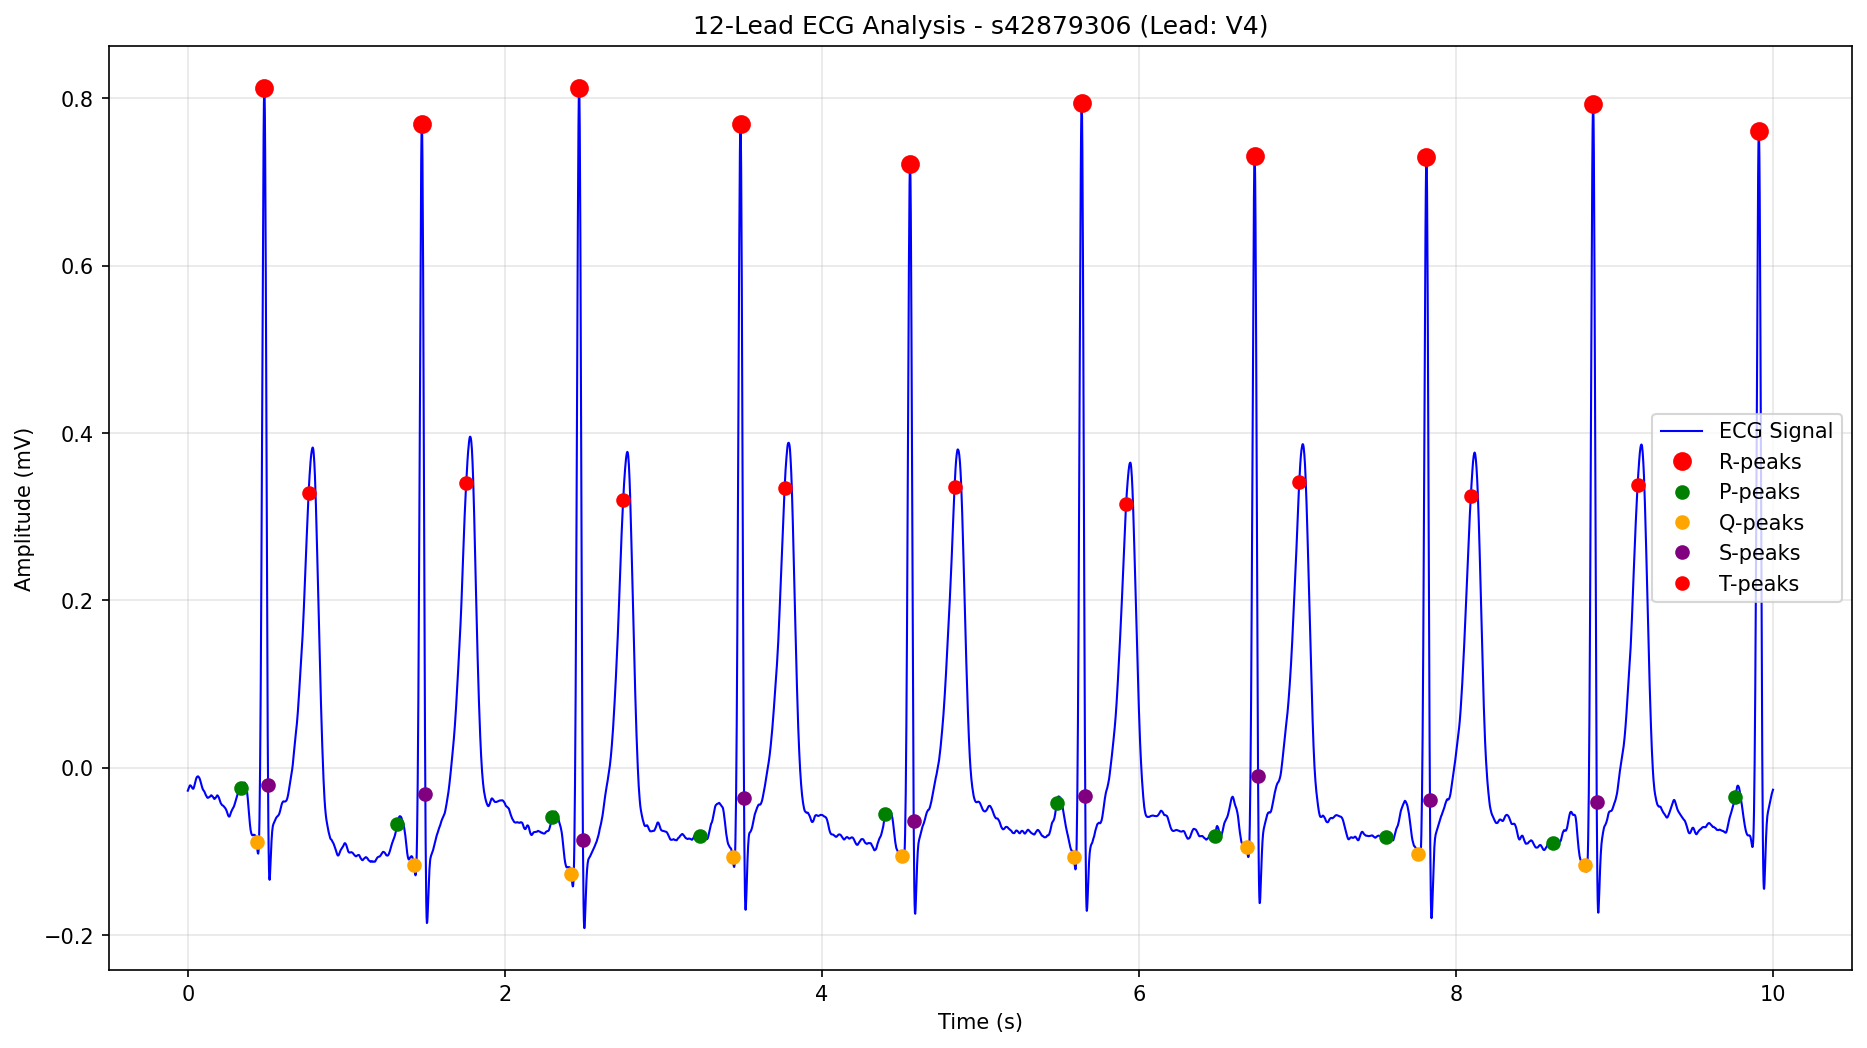 12-Lead ECG Analysis - s42879306 (Lead: V4)
Amplitude (mV)
0.8
0.6
0.4
0.2
0.0
−0.2
ECG Signal
R-peaks
P-peaks
Q-peaks
S-peaks
T-peaks
0 2 4 6 8 10
Time (s)